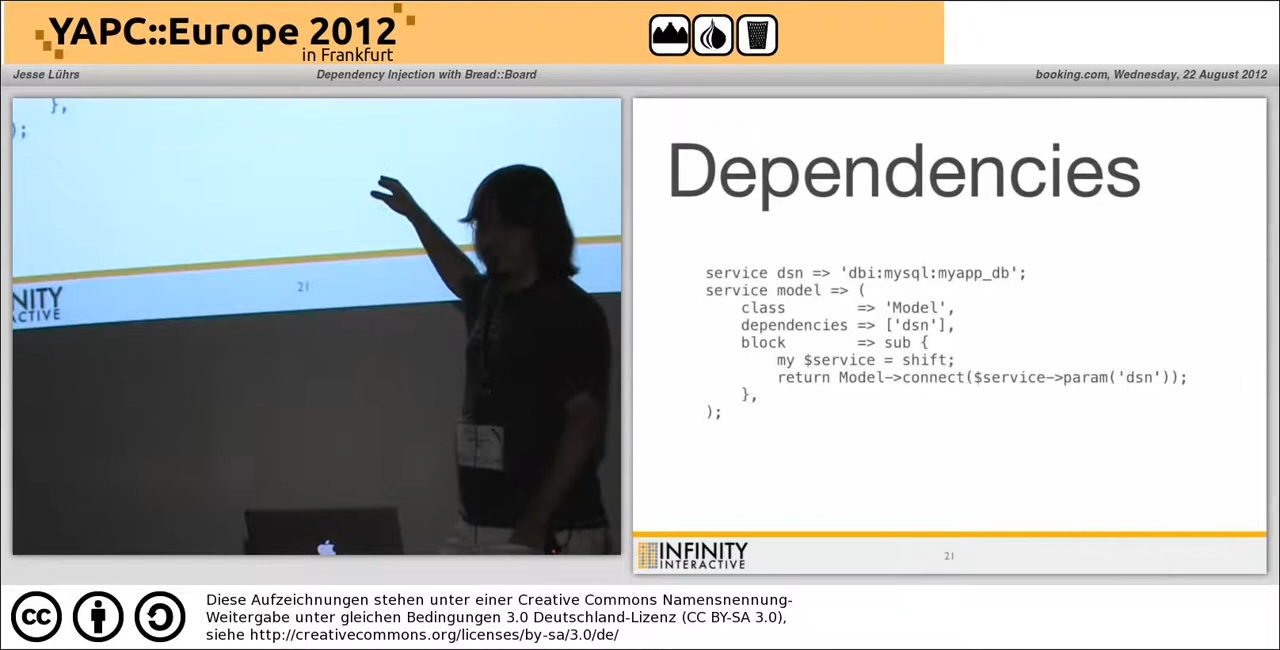 YAPC::Europe 2012
in Frankfurt
Jesse Lührs
Dependency Injection with Bread::Board
booking.com, Wednesday, 22 August 2012
},
);
21
NITY
ACTIVE
Dependencies
service dsn => 'dbi:mysql:myapp_db';
service model => (
class => 'Model',
dependencies => ['dsn'],
block => sub {
my $service = shift;
return Model->connect($service->param('dsn'));
},
);
INFINITY
INTERACTIVE
21
cc
Diese Aufzeichnungen stehen unter einer Creative Commons Namensnennung-
Weitergabe unter gleichen Bedingungen 3.0 Deutschland-Lizenz (CC BY-SA 3.0),
siehe http://creativecommons.org/licenses/by-sa/3.0/de/